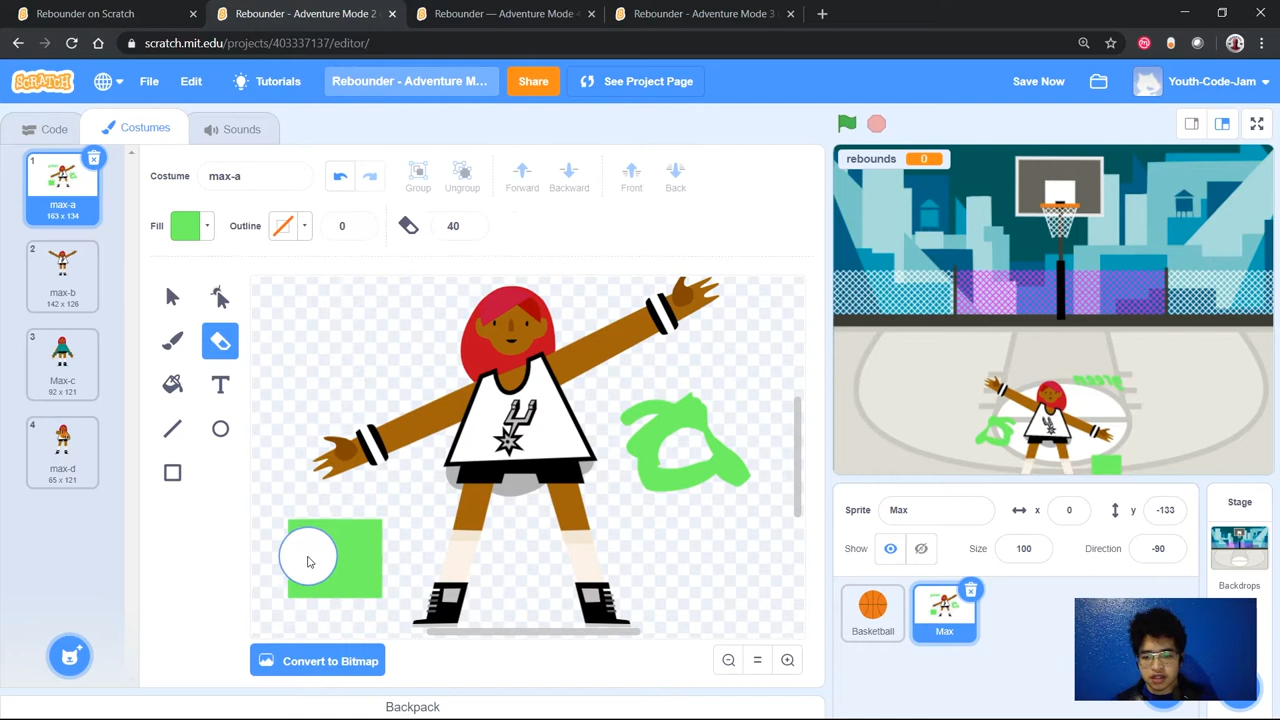 Rebounder on Scratch
Rebounder - Adventure Mode 2
Rebounder — Adventure Mode 4
Rebounder - Adventure Mode 3
scratch.mit.edu/projects/403337137/editor/
SCRATCH
File
Edit
Tutorials
Rebounder - Adventure M...
Share
See Project Page
Save Now
Youth-Code-Jam
Code
Costumes
Sounds
1
max-a
163 x 134
2
max-b
142 x 126
3
Max-c
92 x 121
4
max-d
65 x 121
Costume
max-a
Group
Ungroup
Forward
Backward
Front
Back
Fill
Outline
0
40
Convert to Bitmap
Backpack
rebounds 0
Sprite
Max
x
0
y
-133
Show
Size
100
Direction
-90
Basketball
Max
Stage
Backdrops